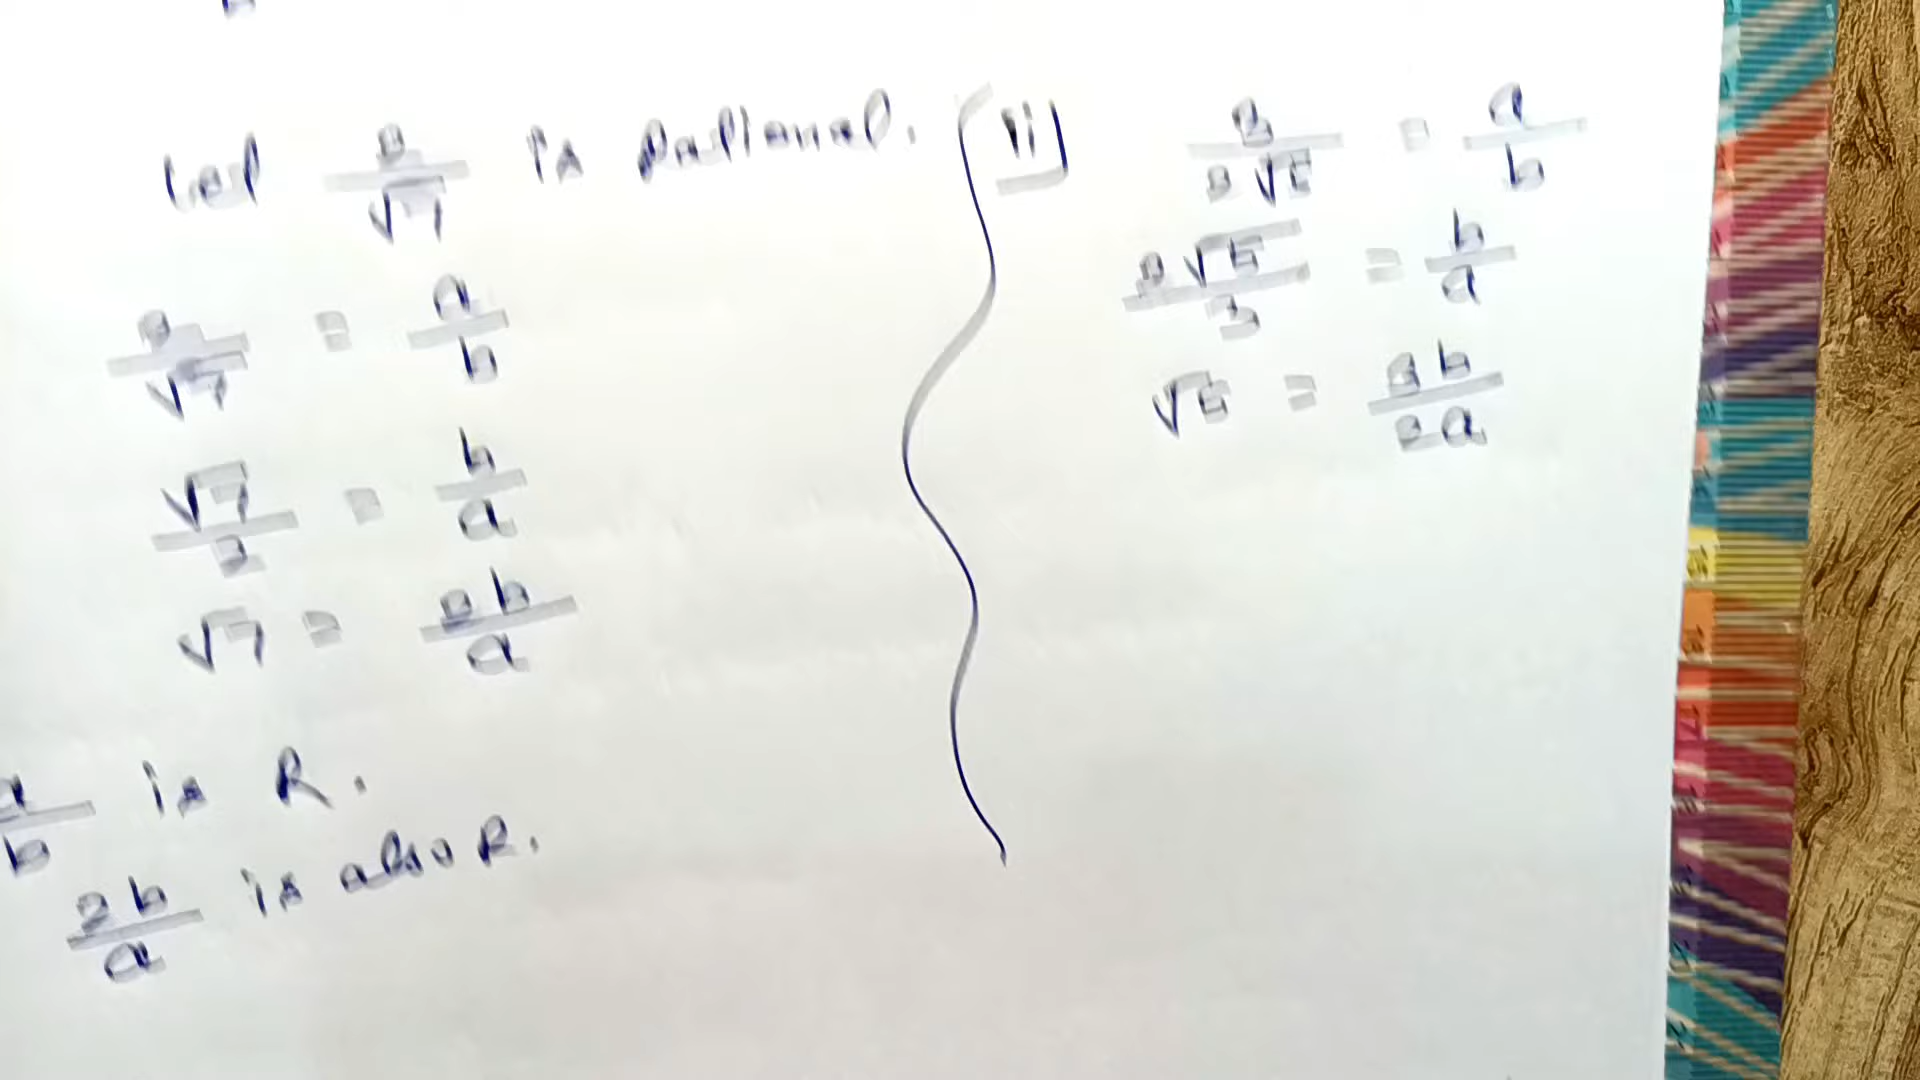 Let 2/√7 is Rational.
2/√7 = a/b
√7/2 = b/a
√7 = 2b/a
a/b is R.
2b/a is also R.
ii]
3/2√5 = a/b
2√5/3 = b/a
√5 = 3b/2a